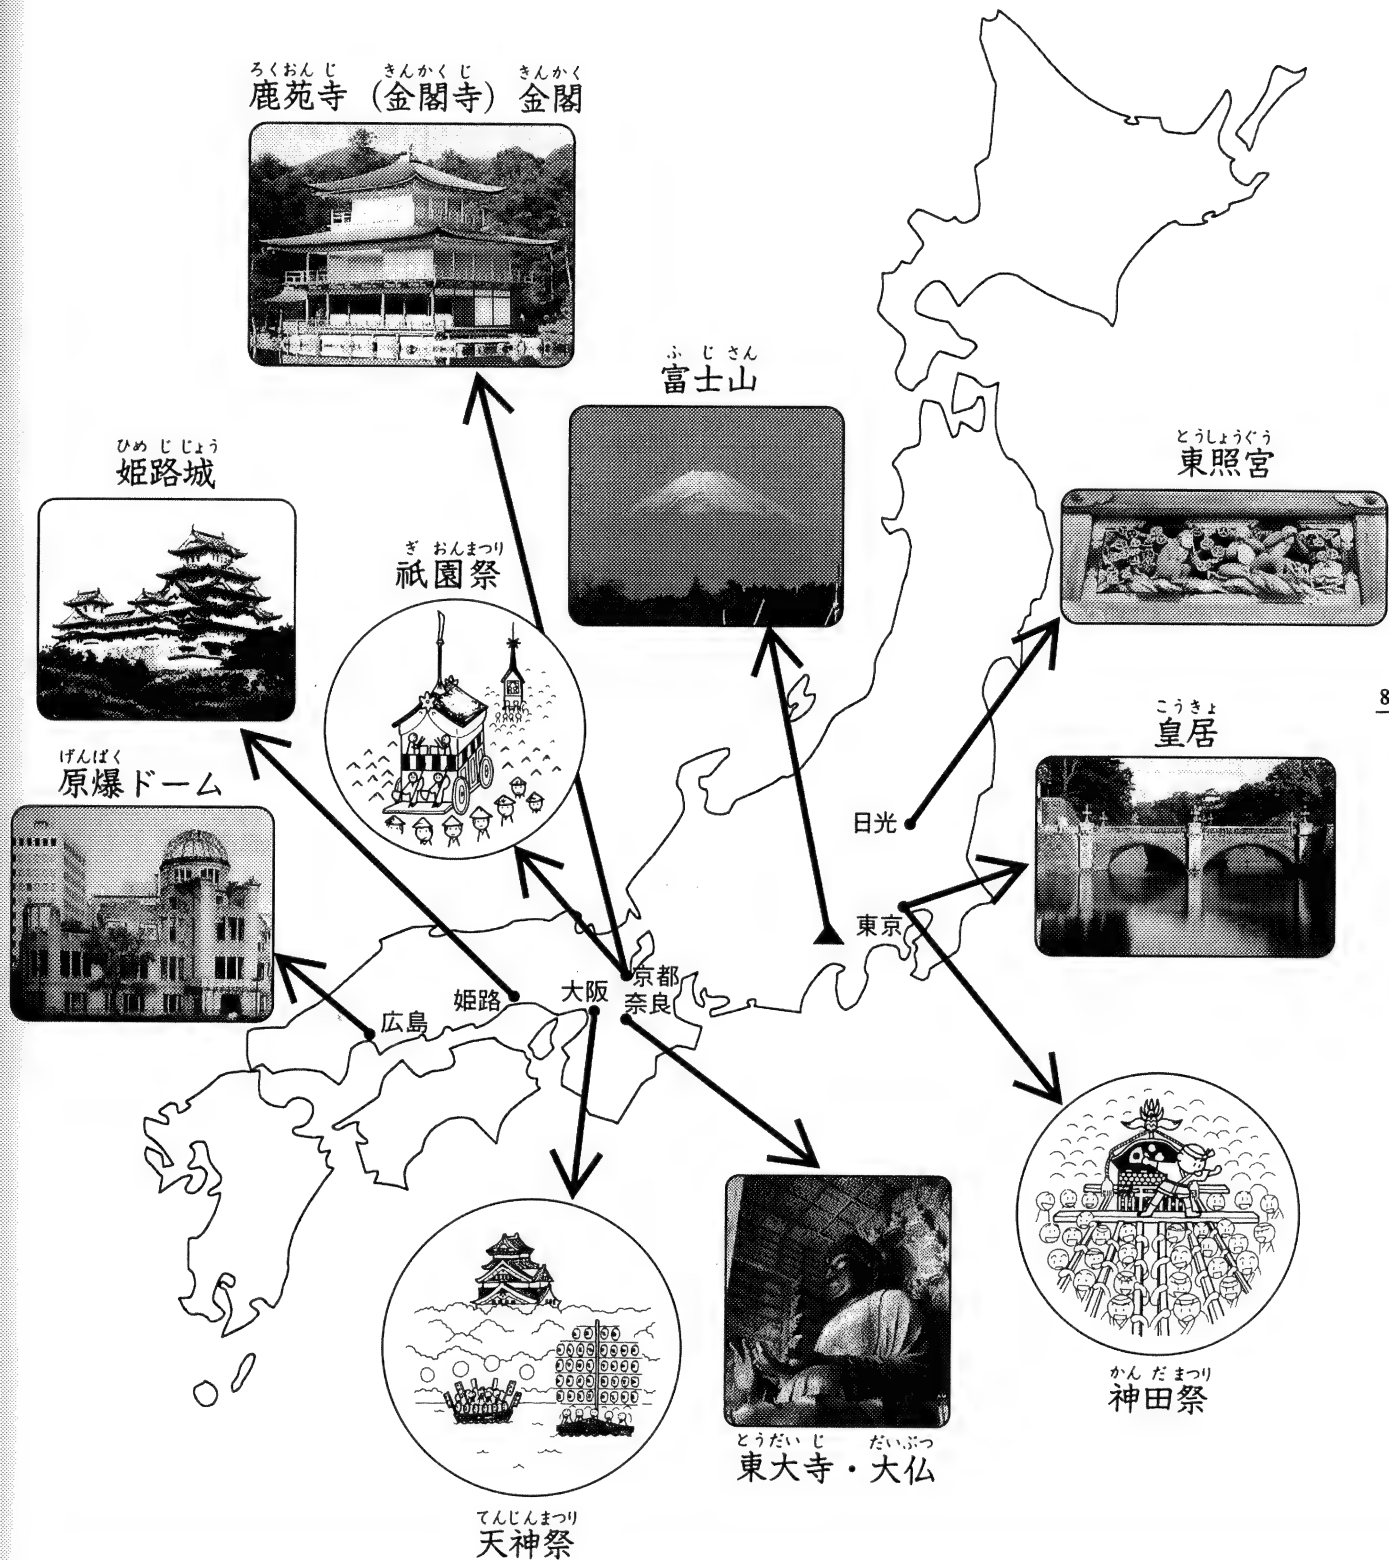 ろくおんじ　きんかくじ　きんかく
鹿苑寺（金閣寺）金閣
ふじさん
富士山
ひめじじょう
姫路城
とうしょうぐう
東照宮
ぎおんまつり
祇園祭
8
こうきょ
皇居
げんばく
原爆ドーム
日光
東京
京都
大阪
奈良
姫路
広島
かんだまつり
神田祭
とうだいじ　だいぶつ
東大寺・大仏
てんじんまつり
天神祭